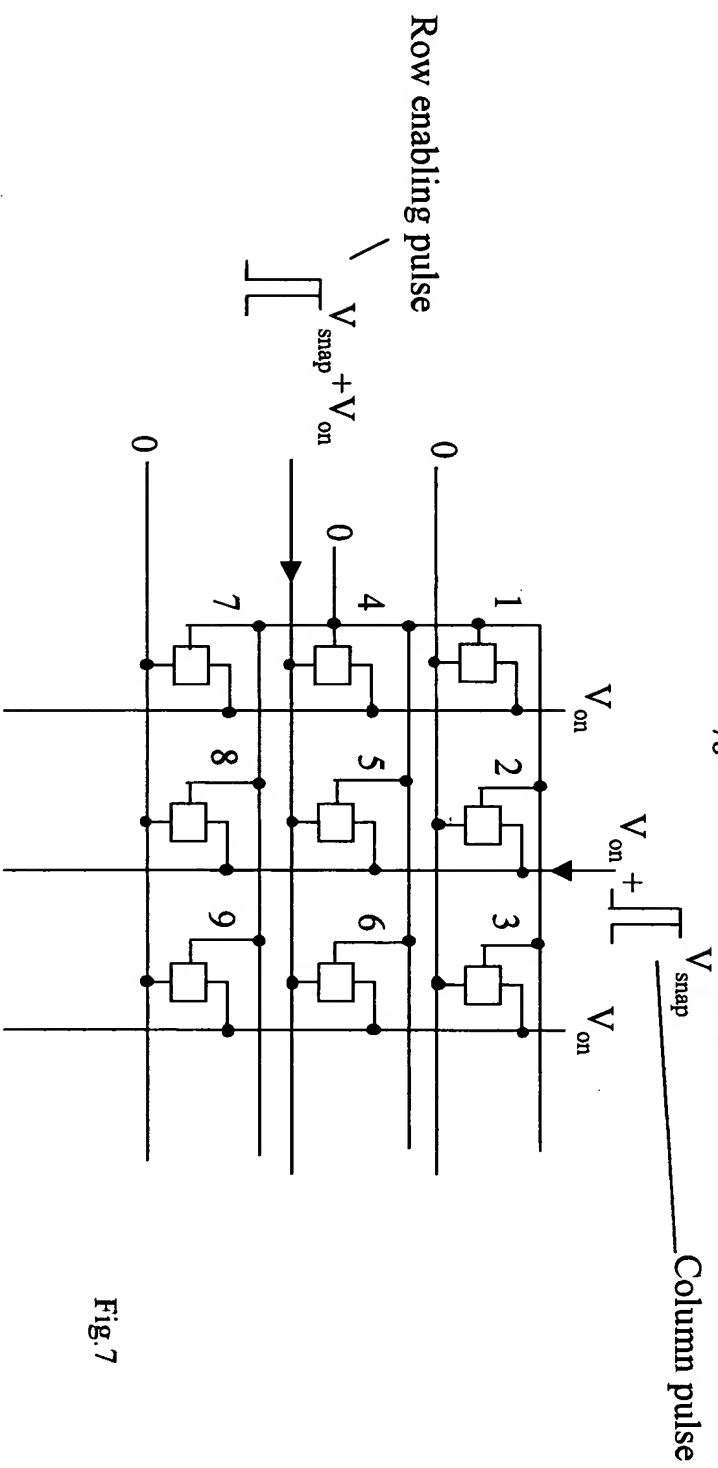 Column pulse
V snap
V on +
V on
V on
1 2 3
0
Row enabling pulse
4 5 6
V snap +V on
0
7 8 9
0
Fig.7